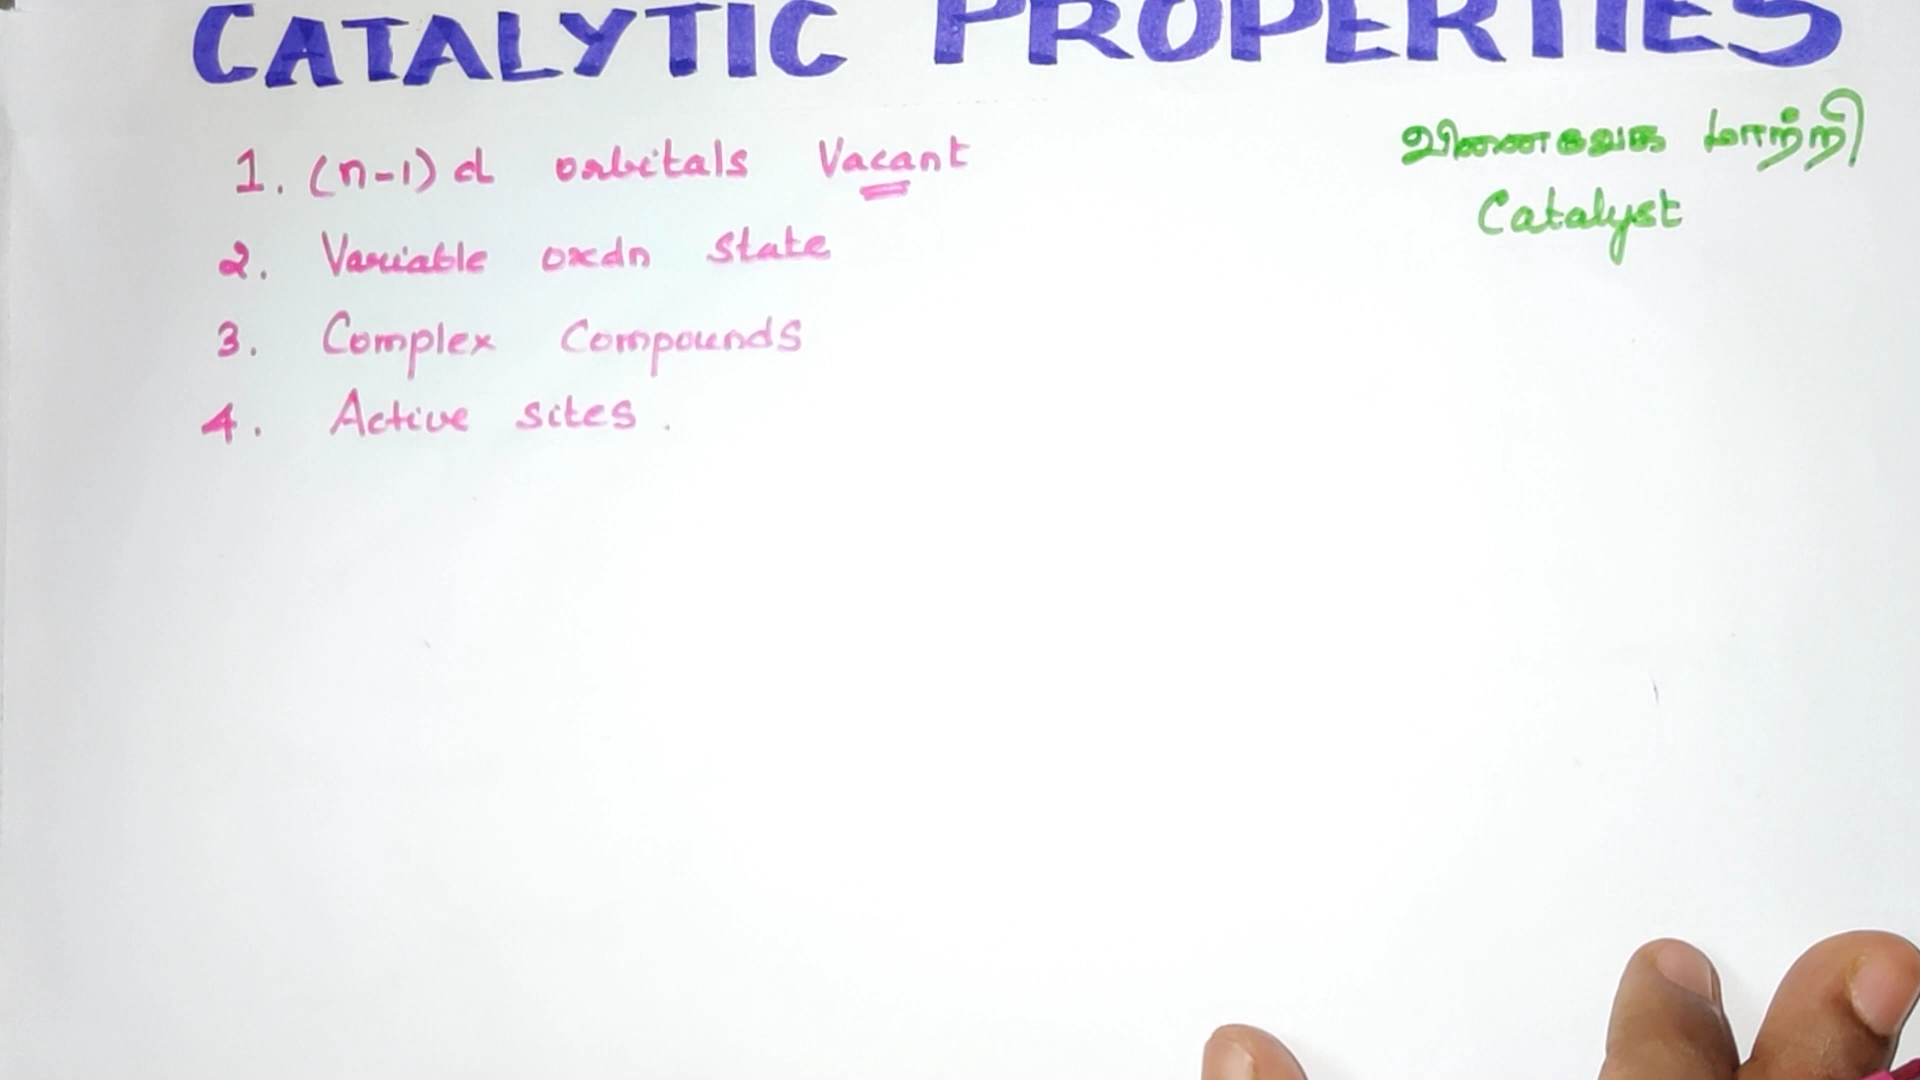 CATALYTIC PROPERTIES
1. (n-1) d orbitals Vacant
வினைவேக மாற்றி
Catalyst
2. Variable oxdn State
3. Complex Compounds
4. Active sites.